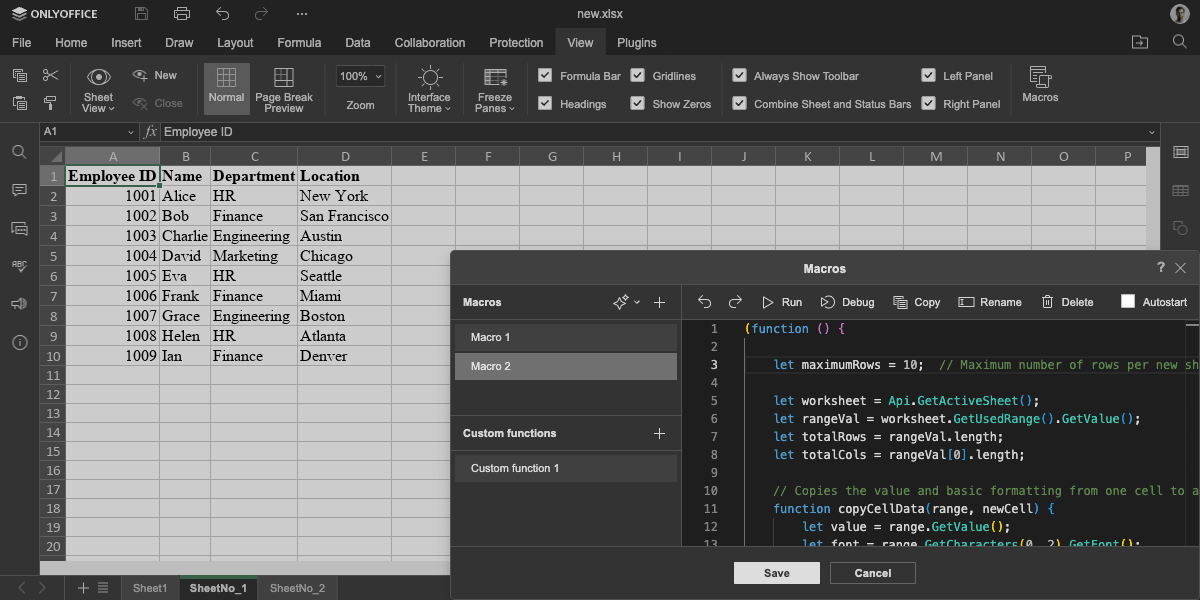 ONLYOFFICE new.xlsx
File Home Insert Draw Layout Formula Data Collaboration Protection View Plugins
Sheet View New Close Normal Page Break Preview 100% Zoom Interface Theme Freeze Panes
Formula Bar Gridlines Always Show Toolbar Left Panel
Headings Show Zeros Combine Sheet and Status Bars Right Panel Macros
A1 fx Employee ID
A B C D E F G H I J K L M N O P
1 Employee ID Name Department Location
2 1001 Alice HR New York
3 1002 Bob Finance San Francisco
4 1003 Charlie Engineering Austin
5 1004 David Marketing Chicago
6 1005 Eva HR Seattle
7 1006 Frank Finance Miami
8 1007 Grace Engineering Boston
9 1008 Helen HR Atlanta
10 1009 Ian Finance Denver
11
12
13
14
15
16
17
18
19
20
ABC
Macros ?
Macros Run Debug Copy Rename Delete Autostart
Macro 1
Macro 2
Custom functions
Custom function 1
1 (function () {
2
3 let maximumRows = 10; // Maximum number of rows per new sh
4
5 let worksheet = Api.GetActiveSheet();
6 let rangeVal = worksheet.GetUsedRange().GetValue();
7 let totalRows = rangeVal.length;
8 let totalCols = rangeVal[0].length;
9
10 // Copies the value and basic formatting from one cell to a
11 function copyCellData(range, newCell) {
12 let value = range.GetValue();
13 let font = range.GetCharacters(0, 2).GetFont();
Save Cancel
Sheet1 SheetNo_1 SheetNo_2